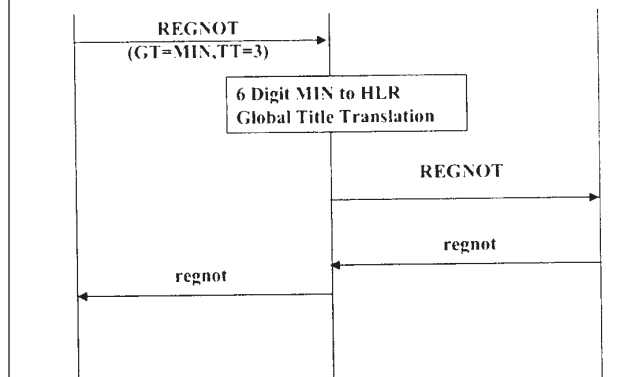 REGNOT
(GT=MIN,TT=3)
6 Digit MIN to HLR
Global Title Translation
REGNOT
regnot
regnot